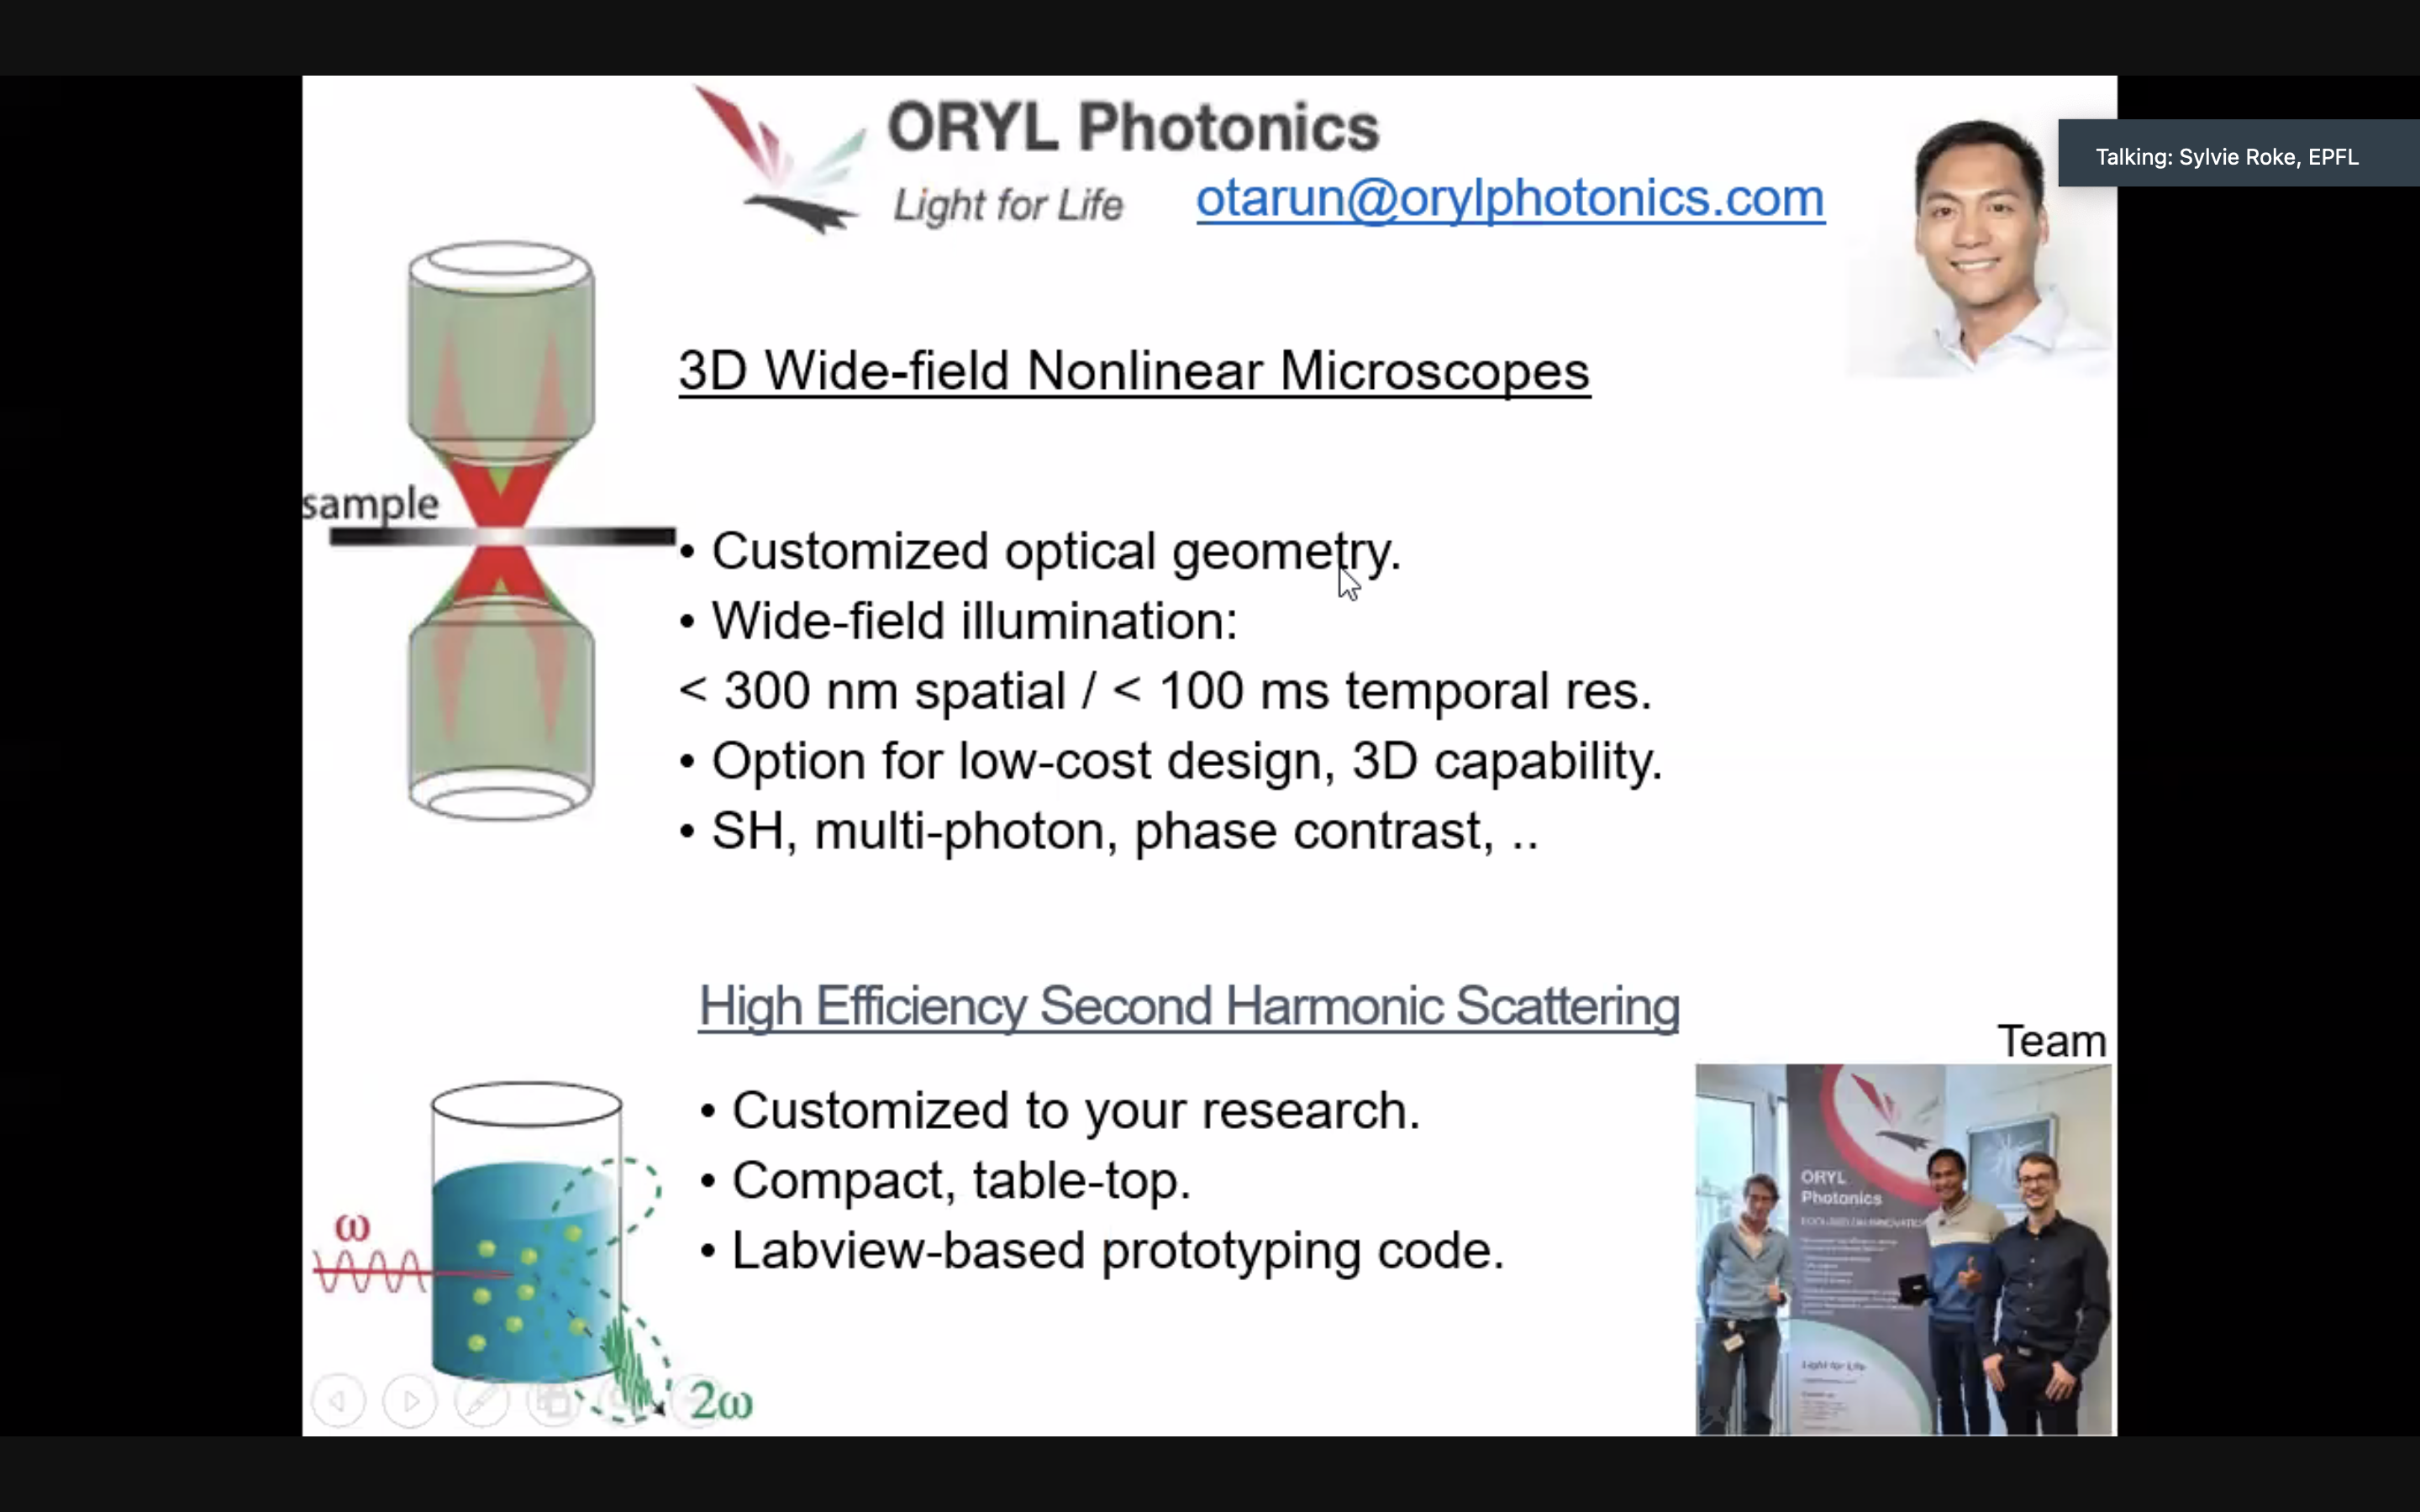 ORYL Photonics
Light for Life
otarun@orylphotonics.com
Talking: Sylvie Roke, EPFL
3D Wide-field Nonlinear Microscopes
sample
• Customized optical geometry.
• Wide-field illumination:
< 300 nm spatial / < 100 ms temporal res.
• Option for low-cost design, 3D capability.
• SH, multi-photon, phase contrast, ..
High Efficiency Second Harmonic Scattering
• Customized to your research.
• Compact, table-top.
• Labview-based prototyping code.
ω
2ω
Team
ORYL
Photonics
Light for Life